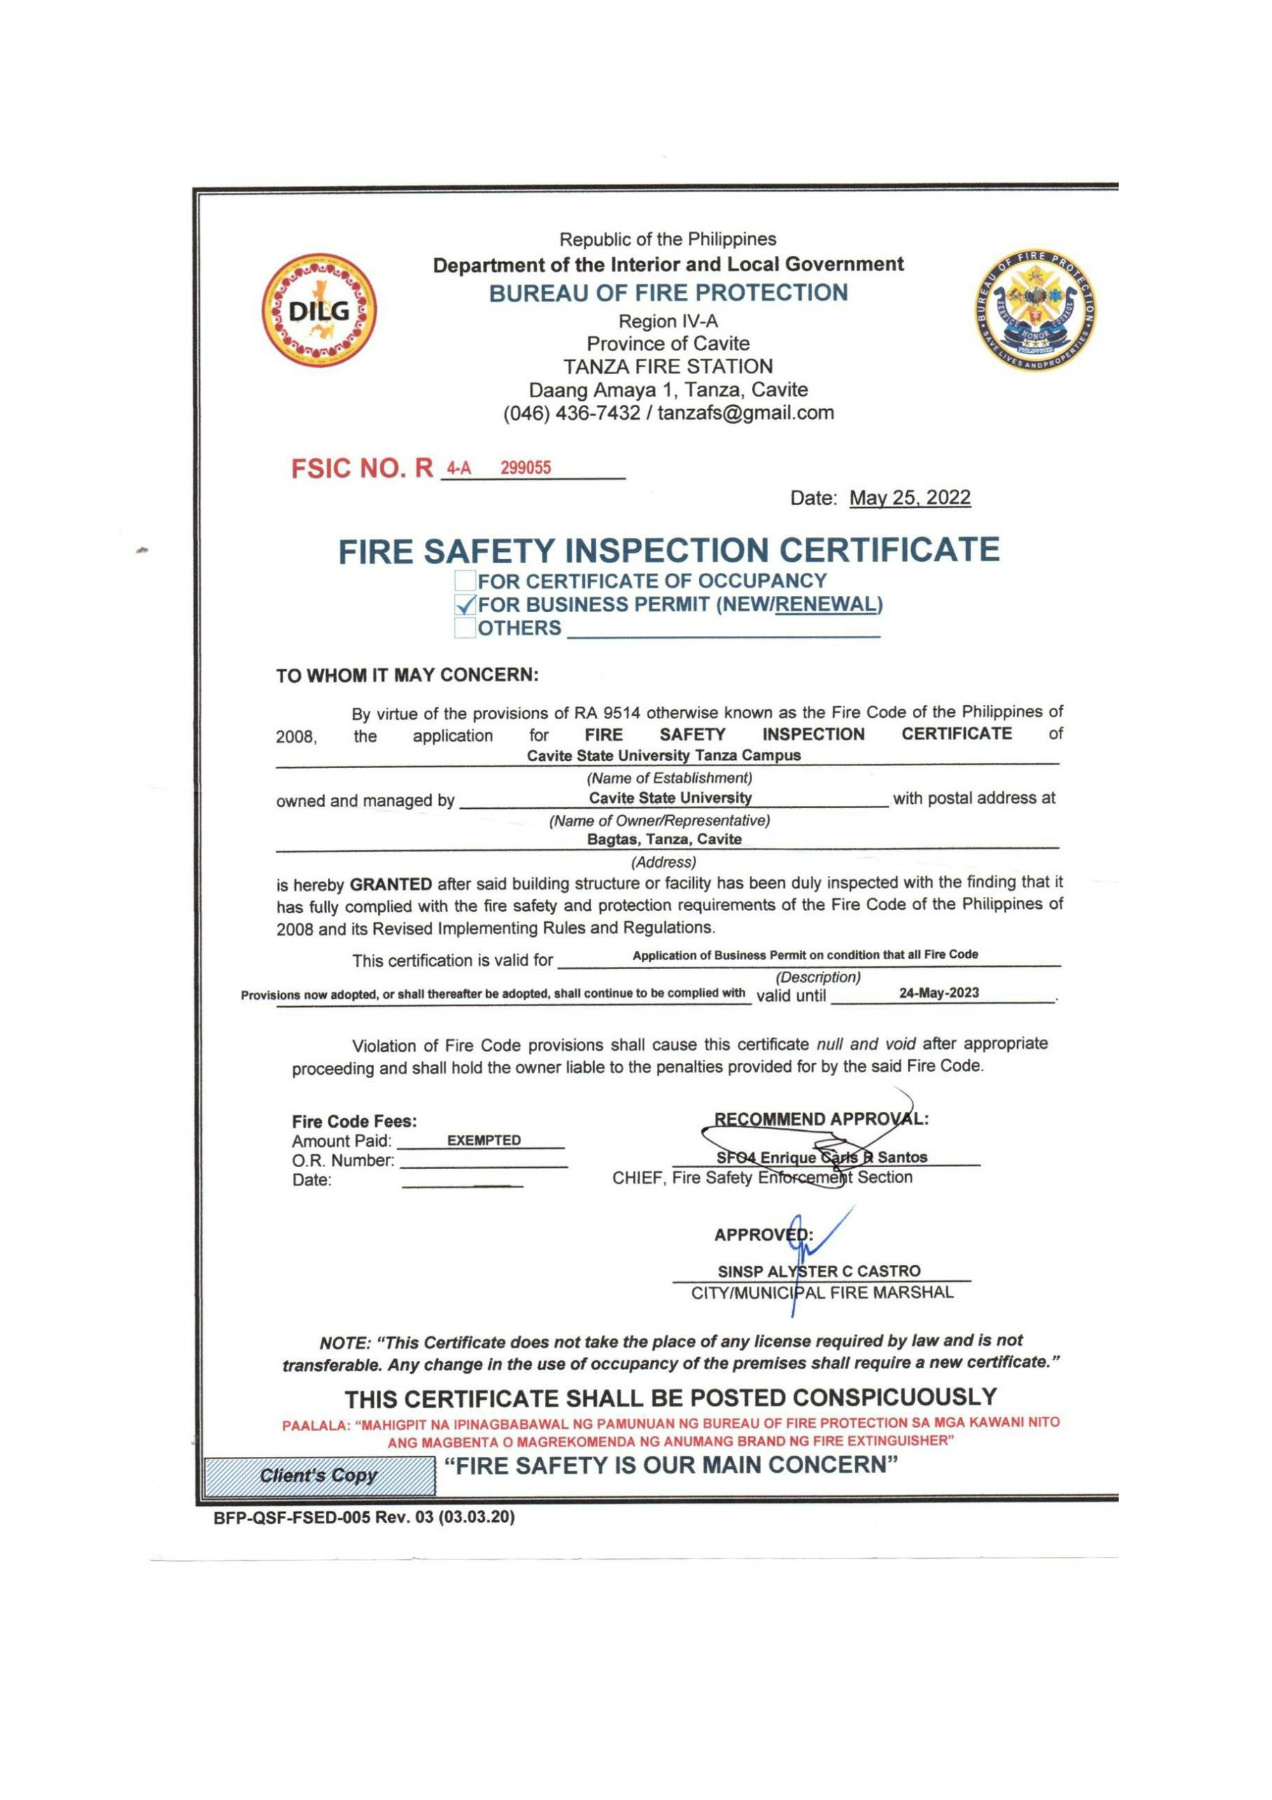 Republic of the Philippines
Department of the Interior and Local Government
BUREAU OF FIRE PROTECTION
Region IV-A
Province of Cavite
TANZA FIRE STATION
Daang Amaya 1, Tanza, Cavite
(046) 436-7432 / tanzafs@gmail.com
DILG
BUREAU OF FIRE PROTECTION
SERVICE HONOR COURAGE
PHILIPPINES
SAVE LIVES AND PROPERTIES
FSIC NO. R 4-A 299055
Date: May 25, 2022
FIRE SAFETY INSPECTION CERTIFICATE
FOR CERTIFICATE OF OCCUPANCY
FOR BUSINESS PERMIT (NEW/RENEWAL)
OTHERS
TO WHOM IT MAY CONCERN:
By virtue of the provisions of RA 9514 otherwise known as the Fire Code of the Philippines of
2008, the application for FIRE SAFETY INSPECTION CERTIFICATE of
Cavite State University Tanza Campus
(Name of Establishment)
owned and managed by Cavite State University with postal address at
(Name of Owner/Representative)
Bagtas, Tanza, Cavite
(Address)
is hereby GRANTED after said building structure or facility has been duly inspected with the finding that it
has fully complied with the fire safety and protection requirements of the Fire Code of the Philippines of
2008 and its Revised Implementing Rules and Regulations.
This certification is valid for Application of Business Permit on condition that all Fire Code
(Description)
Provisions now adopted, or shall thereafter be adopted, shall continue to be complied with valid until 24-May-2023.
Violation of Fire Code provisions shall cause this certificate null and void after appropriate
proceeding and shall hold the owner liable to the penalties provided for by the said Fire Code.
Fire Code Fees:
Amount Paid: EXEMPTED
O.R. Number:
Date:
RECOMMEND APPROVAL:
SFO4 Enrique Carls R Santos
CHIEF, Fire Safety Enforcement Section
APPROVED:
SINSP ALYSTER C CASTRO
CITY/MUNICIPAL FIRE MARSHAL
NOTE: “This Certificate does not take the place of any license required by law and is not
transferable. Any change in the use of occupancy of the premises shall require a new certificate.”
THIS CERTIFICATE SHALL BE POSTED CONSPICUOUSLY
PAALALA: “MAHIGPIT NA IPINAGBABAWAL NG PAMUNUAN NG BUREAU OF FIRE PROTECTION SA MGA KAWANI NITO
ANG MAGBENTA O MAGREKOMENDA NG ANUMANG BRAND NG FIRE EXTINGUISHER”
Client's Copy
“FIRE SAFETY IS OUR MAIN CONCERN”
BFP-QSF-FSED-005 Rev. 03 (03.03.20)